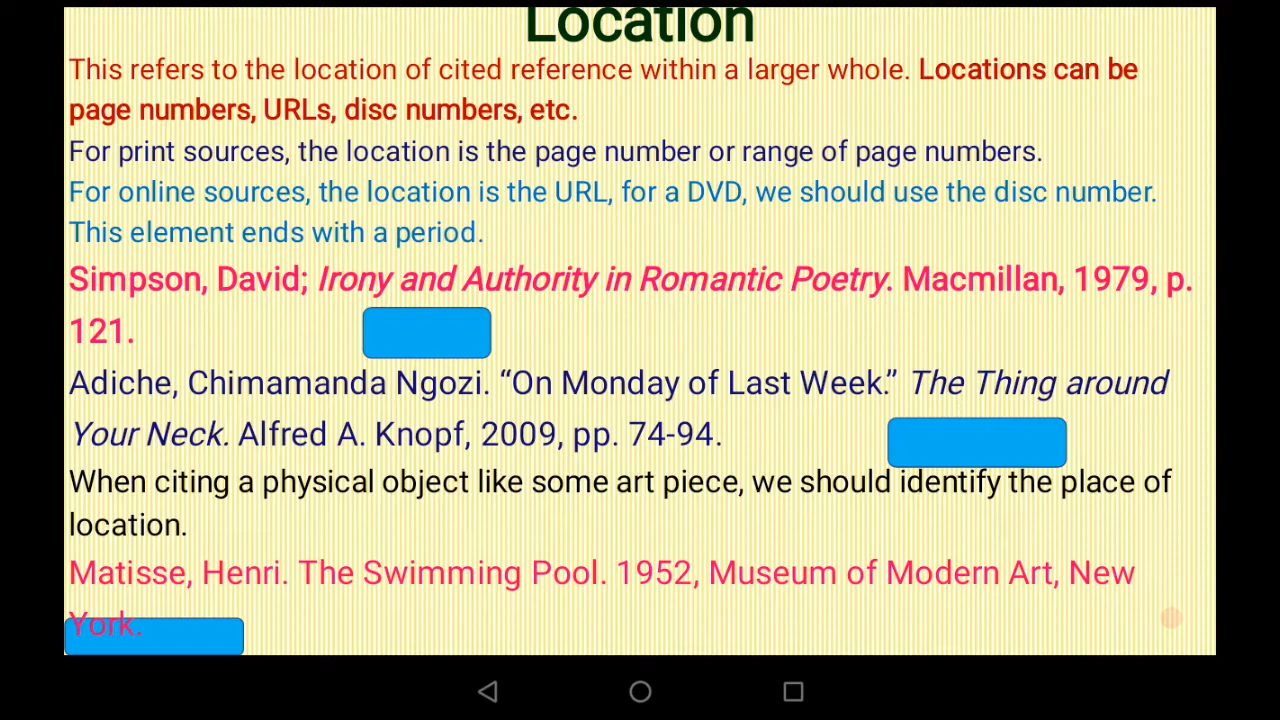 Location
This refers to the location of cited reference within a larger whole. Locations can be
page numbers, URLs, disc numbers, etc.
For print sources, the location is the page number or range of page numbers.
For online sources, the location is the URL, for a DVD, we should use the disc number.
This element ends with a period.
Simpson, David; Irony and Authority in Romantic Poetry. Macmillan, 1979, p.
121.
Adiche, Chimamanda Ngozi. “On Monday of Last Week.” The Thing around
Your Neck. Alfred A. Knopf, 2009, pp. 74-94.
When citing a physical object like some art piece, we should identify the place of
location.
Matisse, Henri. The Swimming Pool. 1952, Museum of Modern Art, New
York.